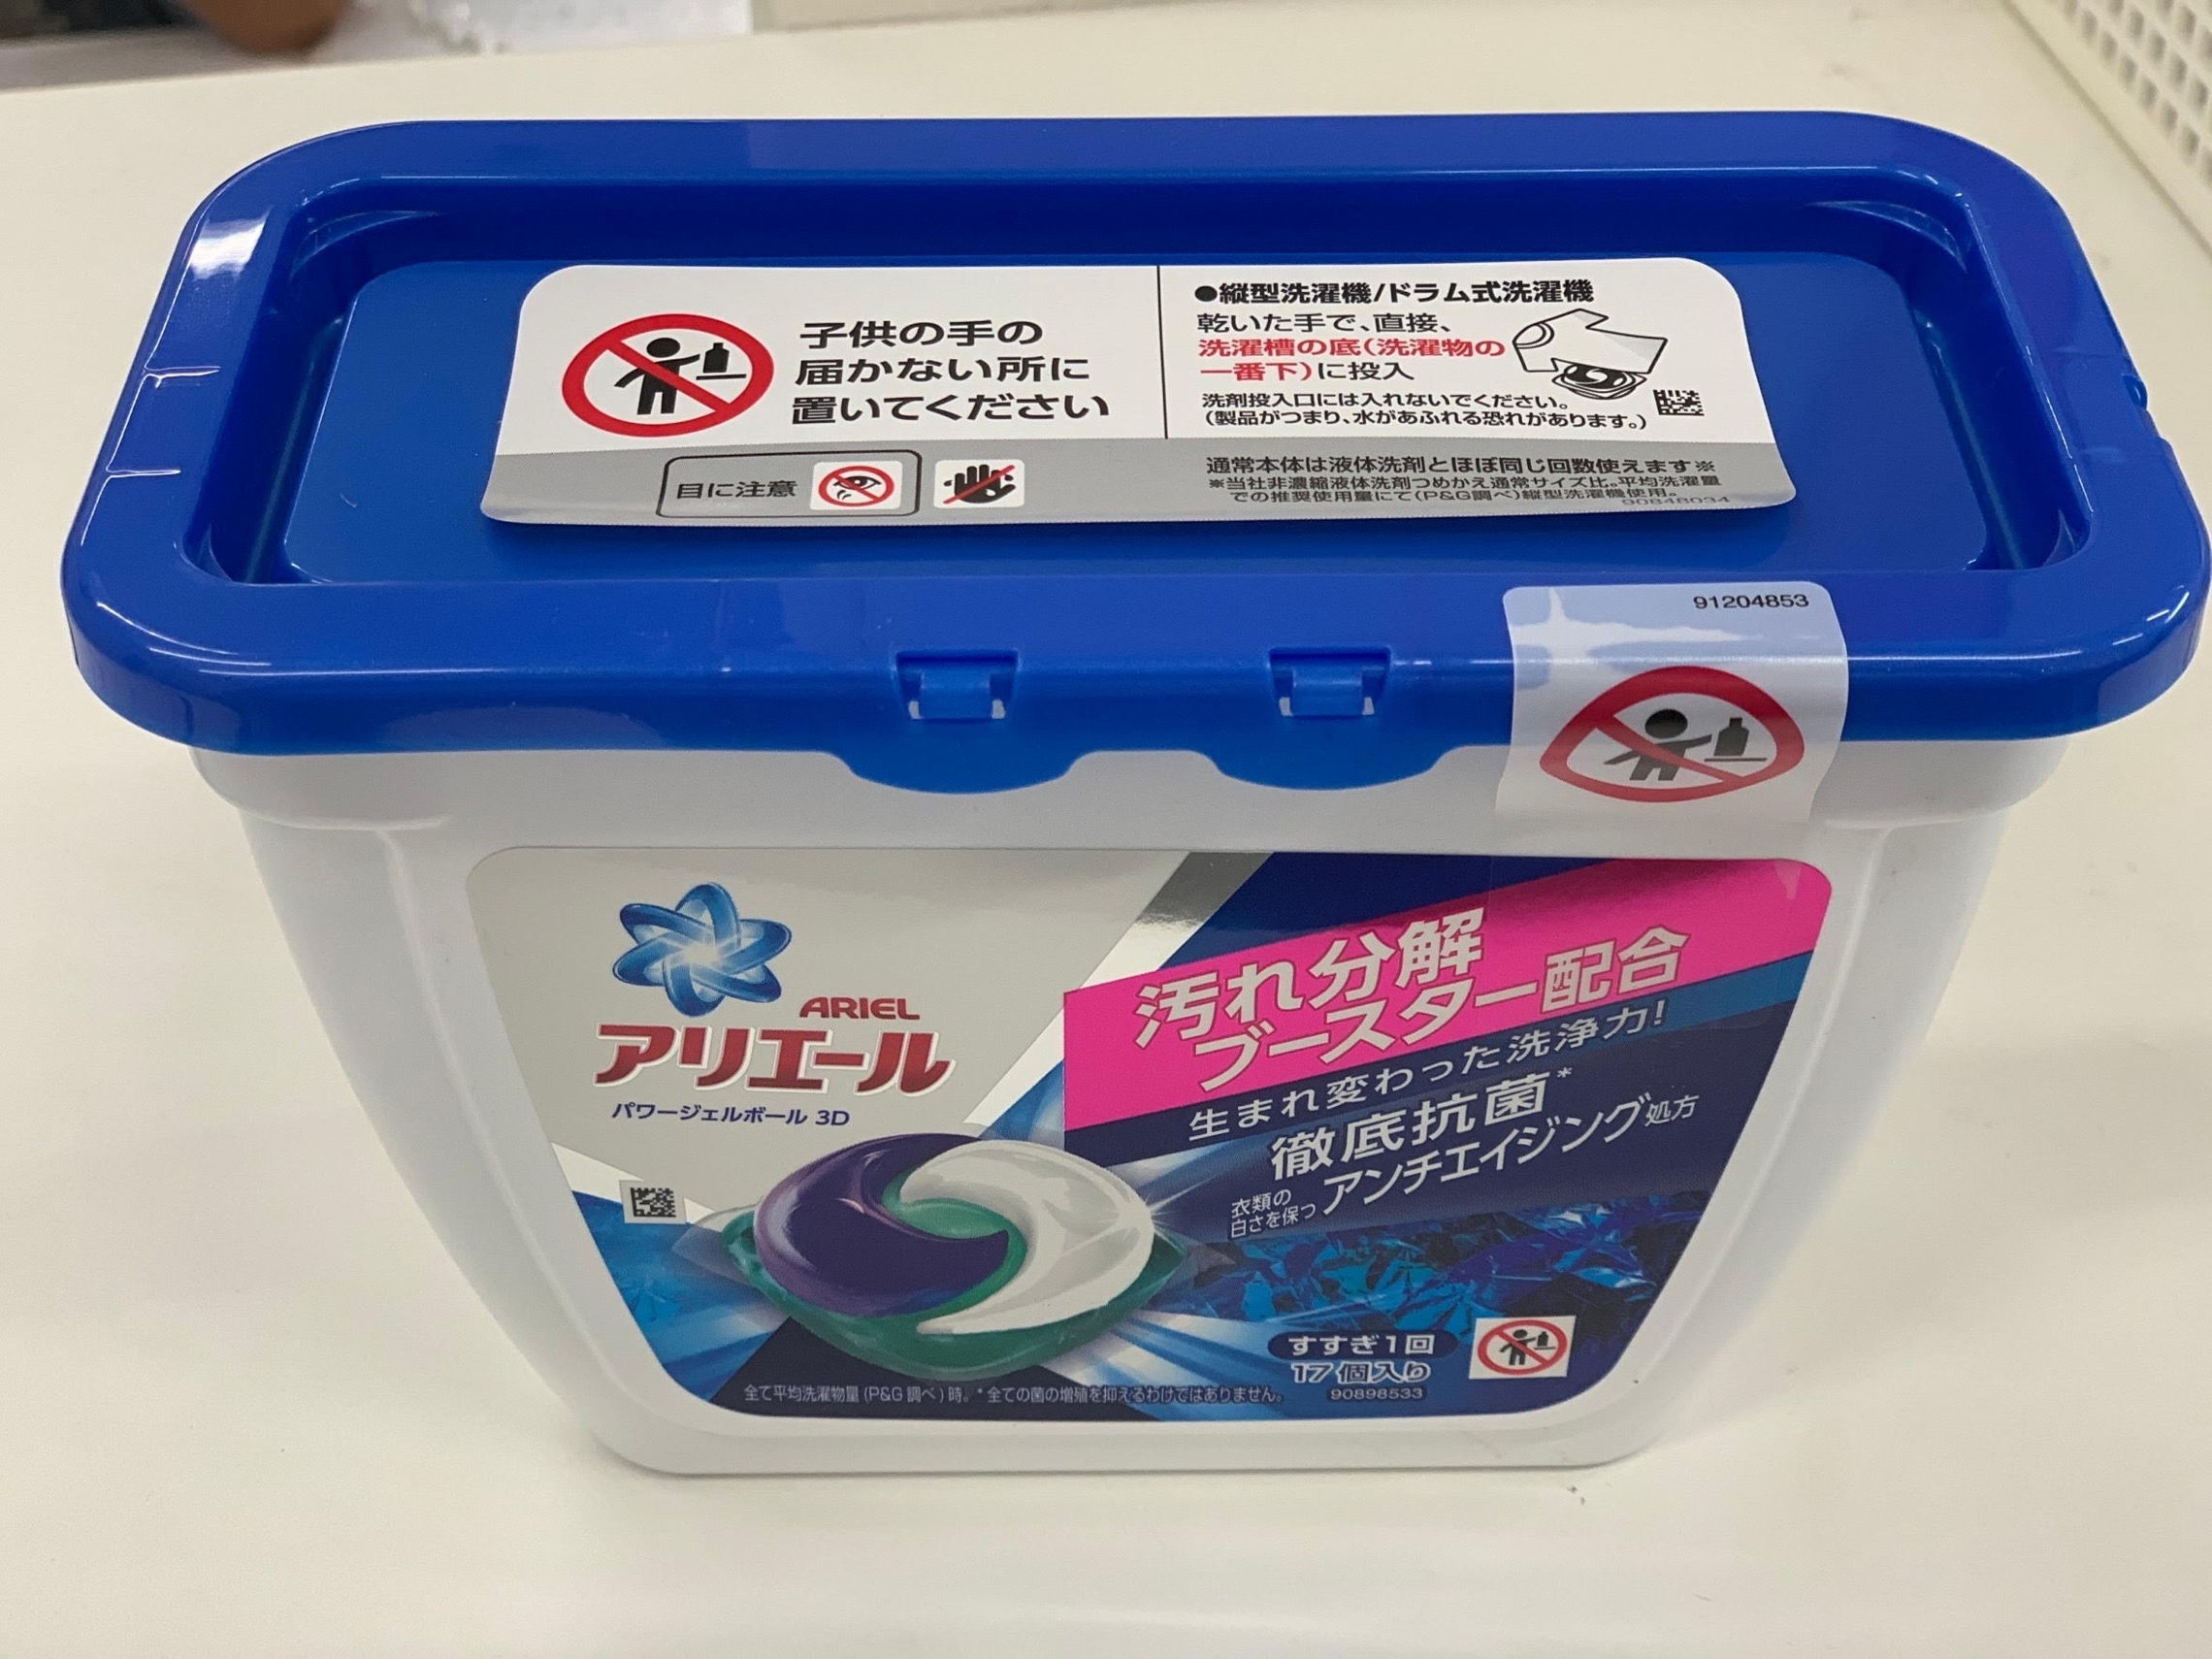 子供の手の
届かない所に
置いてください
目に注意
●縦型洗濯機/ドラム式洗濯機
乾いた手で、直接、
洗濯槽の底(洗濯物の
一番下)に投入
洗剤投入口には入れないでください。
(製品がつまり、水があふれる恐れがあります。)
通常本体は液体洗剤とほぼ同じ回数使えます※
※当社非濃縮液体洗剤つめかえ通常サイズ比。平均洗濯量
での推奨使用量にて(P&G調べ)縦型洗濯機使用。
90848034
91204853
ARIEL
アリエール
パワージェルボール 3D
汚れ分解
ブースター配合
生まれ変わった洗浄力!
徹底抗菌*
衣類の
白さを保つ アンチエイジング処方
すすぎ1回
17個入り
90898533
全て平均洗濯物量(P&G調べ)時。*全ての菌の増殖を抑えるわけではありません。